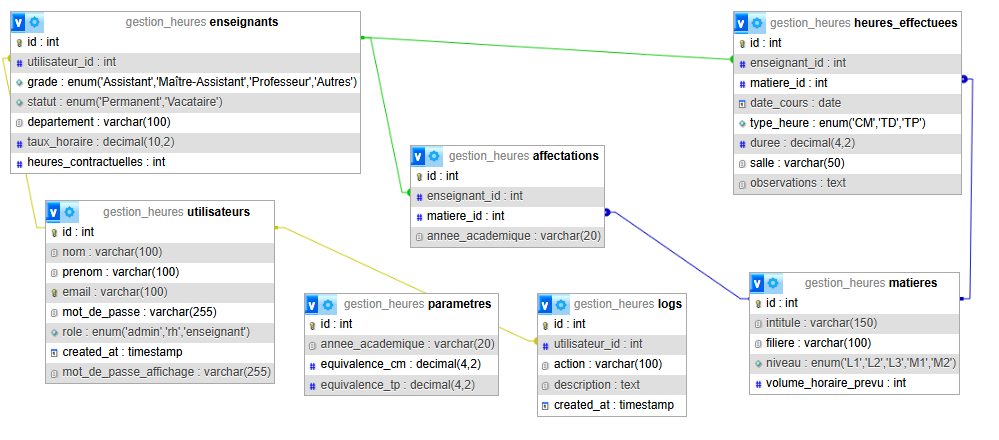 gestion_heures enseignants
id : int
utilisateur_id : int
grade : enum('Assistant','Maître-Assistant','Professeur','Autres')
statut : enum('Permanent','Vacataire')
departement : varchar(100)
taux_horaire : decimal(10,2)
heures_contractuelles : int
gestion_heures heures_effectuees
id : int
enseignant_id : int
matiere_id : int
date_cours : date
type_heure : enum('CM','TD','TP')
duree : decimal(4,2)
salle : varchar(50)
observations : text
gestion_heures affectations
id : int
enseignant_id : int
matiere_id : int
annee_academique : varchar(20)
gestion_heures utilisateurs
id : int
nom : varchar(100)
prenom : varchar(100)
email : varchar(100)
mot_de_passe : varchar(255)
role : enum('admin','rh','enseignant')
created_at : timestamp
mot_de_passe_affichage : varchar(255)
gestion_heures parametres
id : int
annee_academique : varchar(20)
equivalence_cm : decimal(4,2)
equivalence_tp : decimal(4,2)
gestion_heures logs
id : int
utilisateur_id : int
action : varchar(100)
description : text
created_at : timestamp
gestion_heures matieres
id : int
intitule : varchar(150)
filiere : varchar(100)
niveau : enum('L1','L2','L3','M1','M2')
volume_horaire_prevu : int